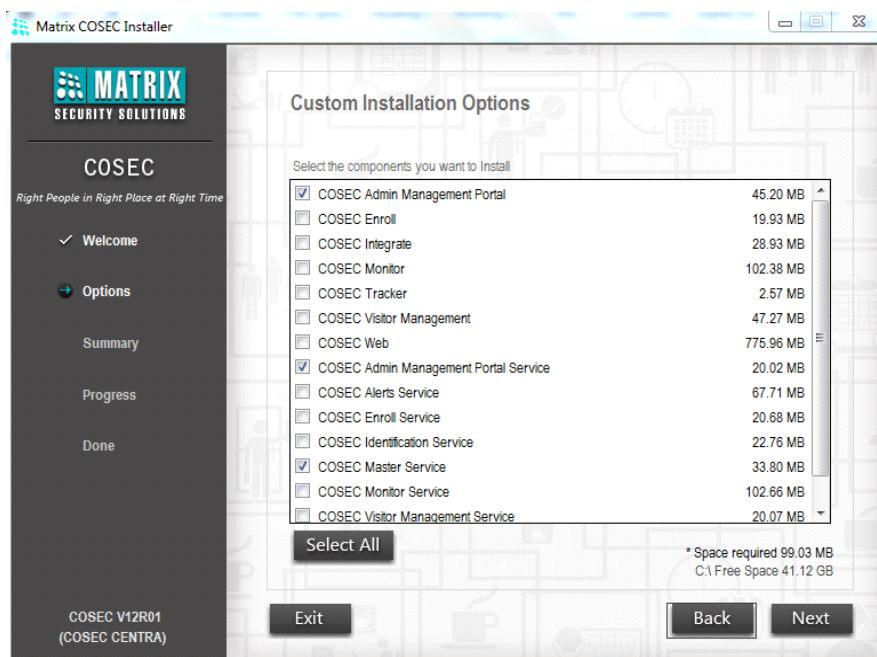 Matrix COSEC Installer
MATRIX
SECURITY SOLUTIONS
COSEC
Right People in Right Place at Right Time
Welcome
Options
Summary
Progress
Done
COSEC V12R01
(COSEC CENTRA)
Custom Installation Options
Select the components you want to Install
COSEC Admin Management Portal 45.20 MB
COSEC Enroll 19.93 MB
COSEC Integrate 28.93 MB
COSEC Monitor 102.38 MB
COSEC Tracker 2.57 MB
COSEC Visitor Management 47.27 MB
COSEC Web 775.96 MB
COSEC Admin Management Portal Service 20.02 MB
COSEC Alerts Service 67.71 MB
COSEC Enroll Service 20.68 MB
COSEC Identification Service 22.76 MB
COSEC Master Service 33.80 MB
COSEC Monitor Service 102.66 MB
COSEC Visitor Management Service 20.07 MB
Select All
* Space required 99.03 MB
C:\ Free Space 41.12 GB
Exit
Back
Next